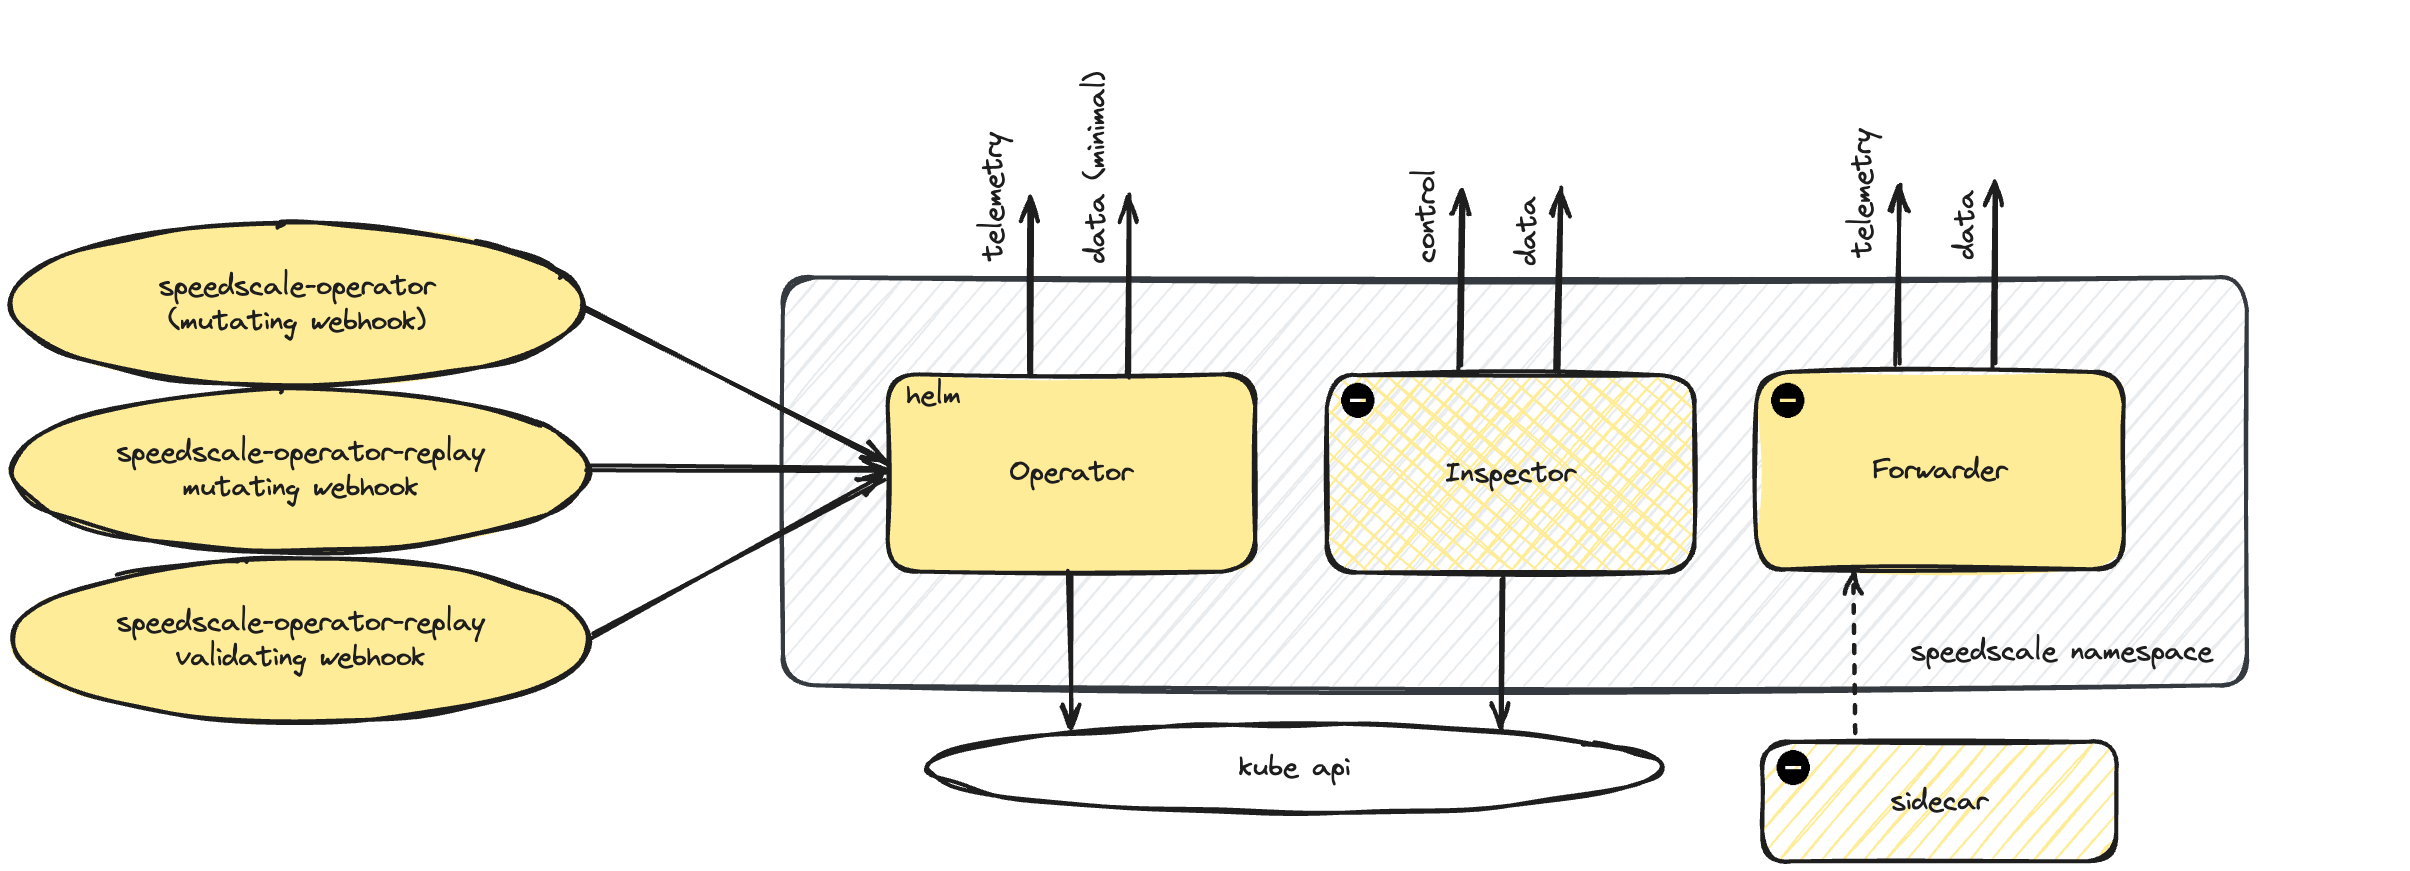 telemetry
data (minimal)
control
data
telemetry
data
speedscale-operator
(mutating webhook)
speedscale-operator-replay
mutating webhook
speedscale-operator-replay
validating webhook
helm
Operator
Inspector
Forwarder
speedscale namespace
kube api
sidecar